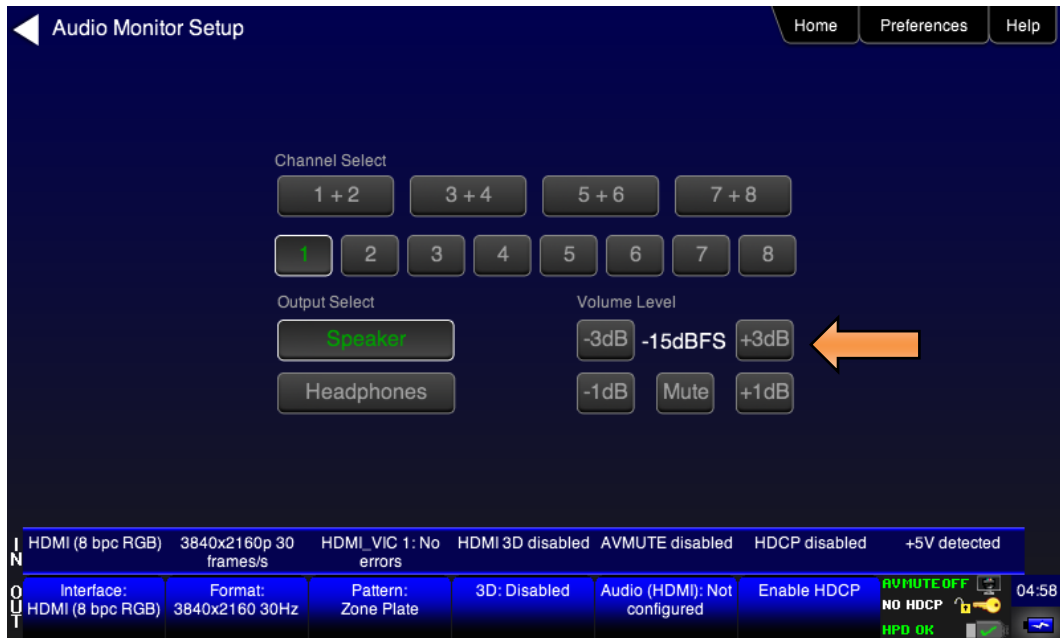 Audio Monitor Setup
Home
Preferences
Help
Channel Select
1 + 2
3 + 4
5 + 6
7 + 8
1
2
3
4
5
6
7
8
Output Select
Volume Level
Speaker
-3dB
-15dBFS
+3dB
Headphones
-1dB
Mute
+1dB
IN
HDMI (8 bpc RGB)
3840x2160p 30
frames/s
HDMI_VIC 1: No
errors
HDMI 3D disabled
AVMUTE disabled
HDCP disabled
+5V detected
OUT
Interface:
HDMI (8 bpc RGB)
Format:
3840x2160 30Hz
Pattern:
Zone Plate
3D: Disabled
Audio (HDMI): Not
configured
Enable HDCP
AVMUTEOFF
NO HDCP
HPD OK
04:58